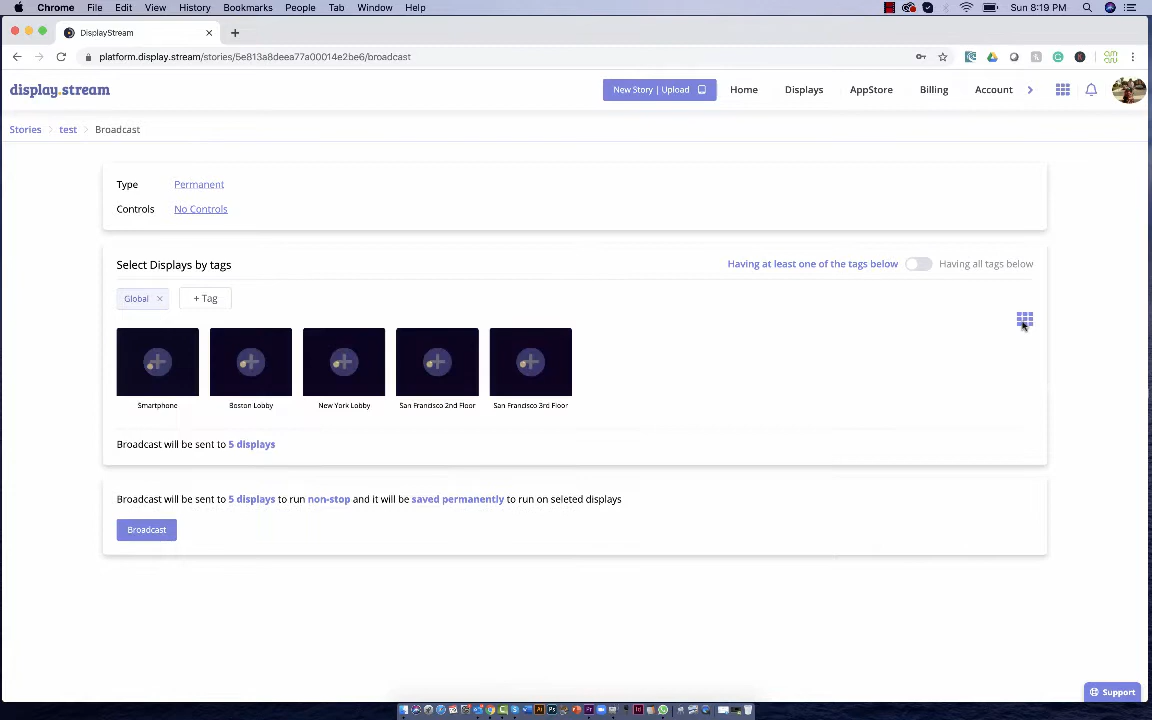 Chrome File Edit View History Bookmarks People Tab Window Help Sun 8:19 PM
DisplayStream
platform.display.stream/stories/5e813a8deea77a00014e2be6/broadcast
display.stream New Story | Upload Home Displays AppStore Billing Account
Stories > test > Broadcast
Type Permanent
Controls No Controls
Select Displays by tags Having at least one of the tags below Having all tags below
Global × + Tag
Smartphone Boston Lobby New York Lobby San Francisco 2nd Floor San Francisco 3rd Floor
Broadcast will be sent to 5 displays
Broadcast will be sent to 5 displays to run non-stop and it will be saved permanently to run on seleted displays
Broadcast
Support